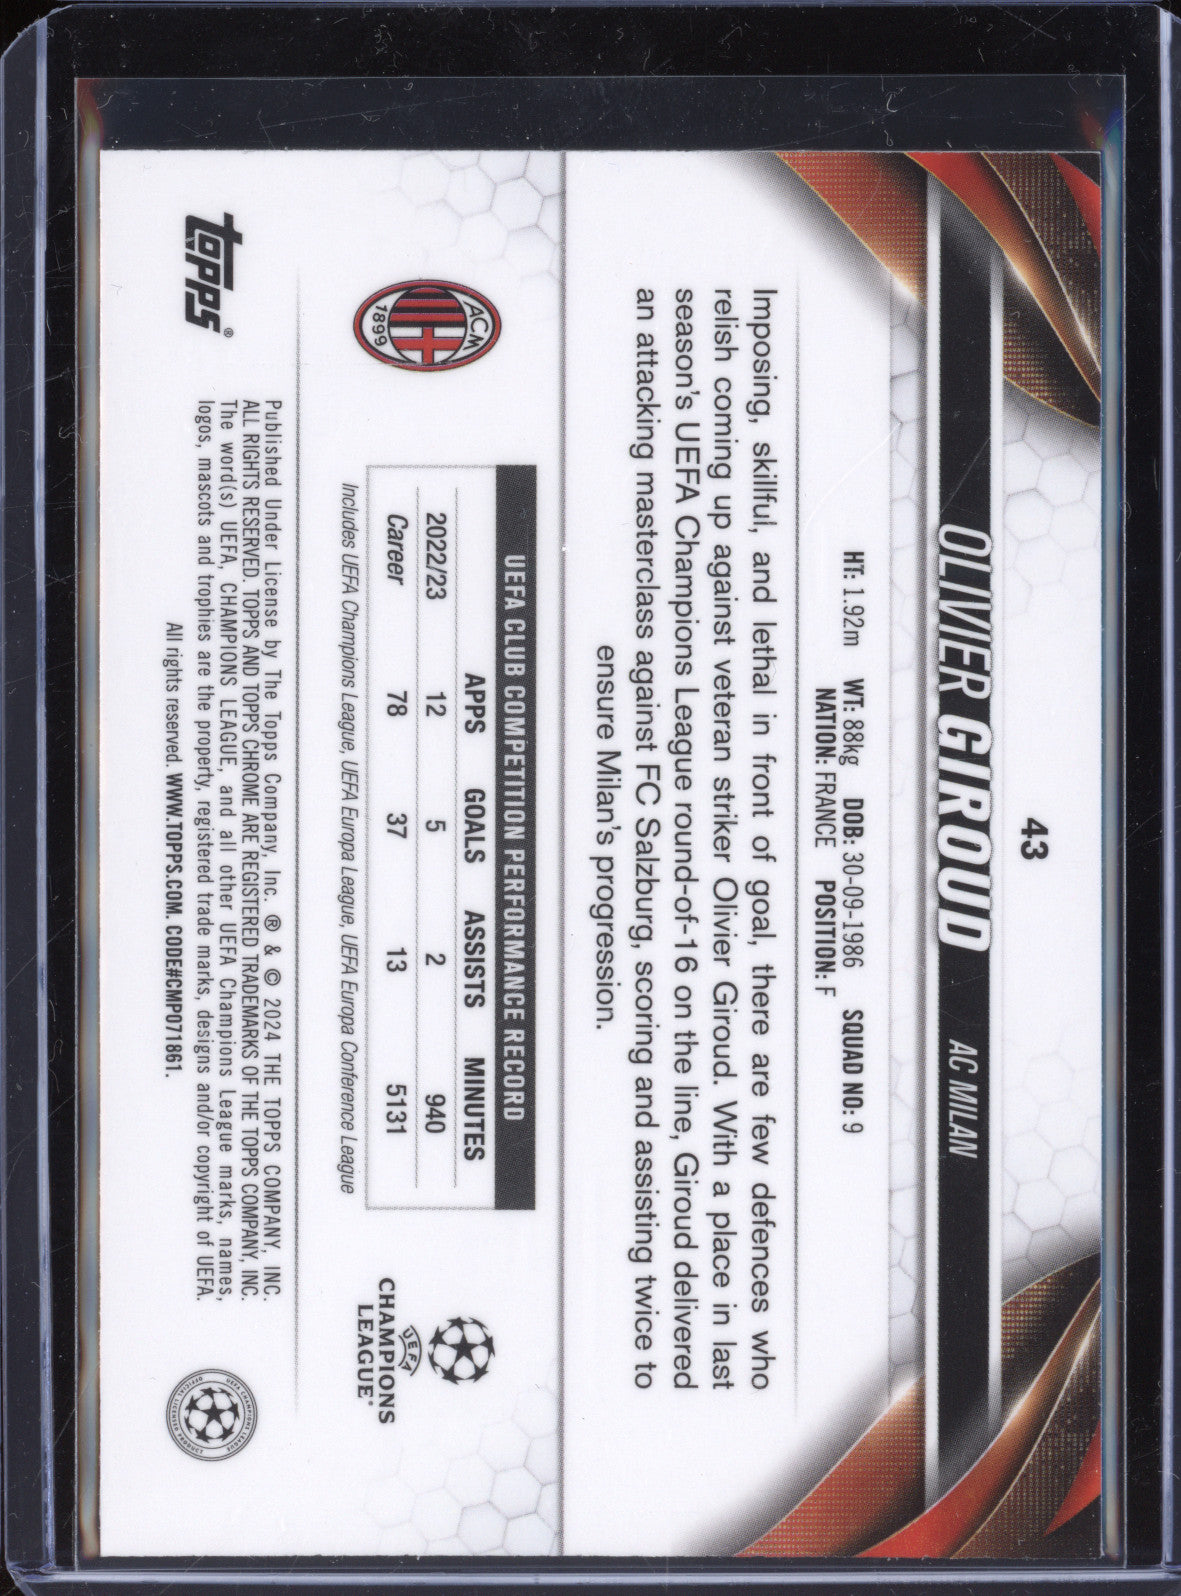 43
OLIVIER GIROUD AC MILAN
HT: 1.92m WT: 88kg DOB: 30-09-1986 SQUAD NO: 9
NATION: FRANCE POSITION: F
Imposing, skillful, and lethal in front of goal, there are few defences who
relish coming up against veteran striker Olivier Giroud. With a place in last
season's UEFA Champions League round-of-16 on the line, Giroud delivered
an attacking masterclass against FC Salzburg, scoring and assisting twice to
ensure Milan's progression.
ACM
1899
UEFA CLUB COMPETITION PERFORMANCE RECORD
APPS GOALS ASSISTS MINUTES
2022/23 12 5 2 940
Career 78 37 13 5131
Includes UEFA Champions League, UEFA Europa League, UEFA Europa Conference League
UEFA
CHAMPIONS
LEAGUE®
topps®
Published Under License by The Topps Company, Inc. ® & © 2024 THE TOPPS COMPANY, INC.
ALL RIGHTS RESERVED. TOPPS AND TOPPS CHROME ARE REGISTERED TRADEMARKS OF THE TOPPS COMPANY, INC.
The word(s) UEFA, CHAMPIONS LEAGUE, and all other UEFA Champions League marks, names,
logos, mascots and trophies are the property, registered trade marks, designs and/or copyright of UEFA.
All rights reserved. WWW.TOPPS.COM. CODE#CMP071861.
UEFA CHAMPIONS LEAGUE
OFFICIAL LICENSED PRODUCT